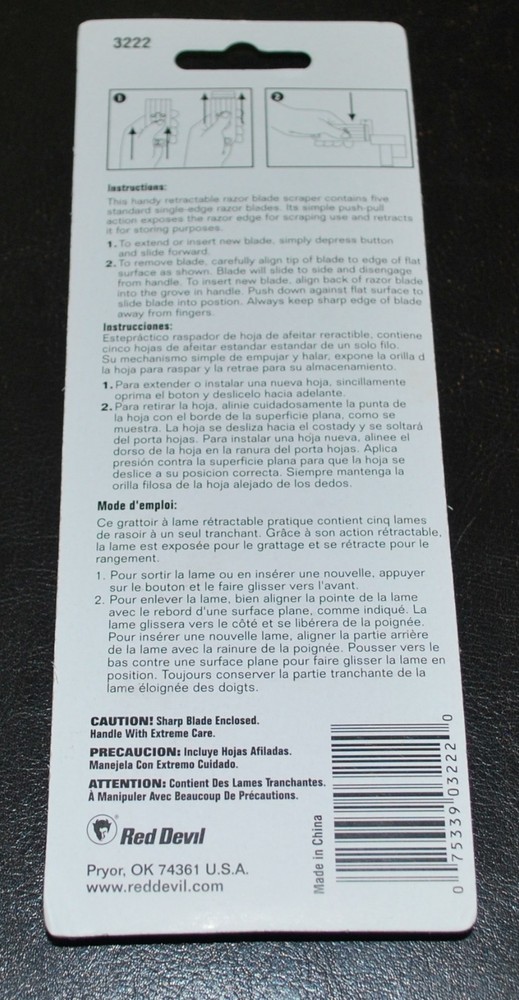 3222
1
2
Instructions:
This handy retractable razor blade scraper contains five
standard single-edge razor blades. Its simple push-pull
action exposes the razor edge for scraping use and retracts
it for storing purposes.
1. To extend or insert new blade, simply depress button
and slide forward.
2. To remove blade, carefully align tip of blade to edge of flat
surface as shown. Blade will slide to side and disengage
from handle. To insert new blade, align back of razor blade
into the grove in handle. Push down against flat surface to
slide blade into postion. Always keep sharp edge of blade
away from fingers.
Instrucciones:
Estepráctico raspador de hoja de afeitar reractible, contiene
cinco hojas de afeitar estandar estandar de un solo filo.
Su mechanismo simple de empujar y halar, expone la orilla d
la hoja para raspar y la retrae para su almacenamiento.
1. Para extender o instalar una nueva hoja, sincillamente
oprima el boton y deslicelo hacia adelante.
2. Para retirar la hoja, alinie cuidadosamente la punta de
la hoja con el borde de la superficie plana, como se
muestra. La hoja se desliza hacia el costady y se soltará
del porta hojas. Para instalar una hoja nueva, alinee el
dorso de la hoja en la ranura del porta hojas. Aplica
presión contra la superficie plana para que la hoja se
deslice a su posicion correcta. Siempre mantenga la
orilla filosa de la hoja alejado de los dedos.
Mode d'emploi:
Ce grattoir à lame rétractable pratique contient cinq lames
de rasoir à un seul tranchant. Grâce à son action rétractable,
la lame est exposée pour le grattage et se rétracte pour le
rangement.
1. Pour sortir la lame ou en insérer une nouvelle, appuyer
sur le bouton et le faire glisser vers l'avant.
2. Pour enlever la lame, bien aligner la pointe de la lame
avec le rebord d'une surface plane, comme indiqué. La
lame glissera vers le côté et se libérera de la poignée.
Pour insérer une nouvelle lame, aligner la partie arrière
de la lame avec la rainure de la poignée. Pousser vers le
bas contre une surface plane pour faire glisser la lame en
position. Toujours conserver la partie tranchante de la
lame éloignée des doigts.
CAUTION! Sharp Blade Enclosed.
Handle With Extreme Care.
PRECAUCION: Incluye Hojas Afiladas.
Manejela Con Extremo Cuidado.
ATTENTION: Contient Des Lames Tranchantes.
À Manipuler Avec Beaucoup De Précautions.
Red Devil
Pryor, OK 74361 U.S.A.
www.reddevil.com
Made in China
0 75339 03222 0